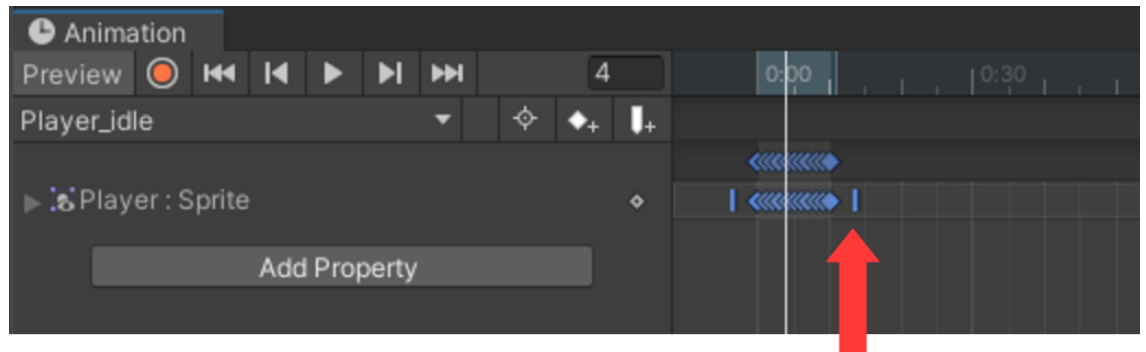 Animation
Preview 4 0:00 0:30
Player_idle
Player : Sprite
Add Property